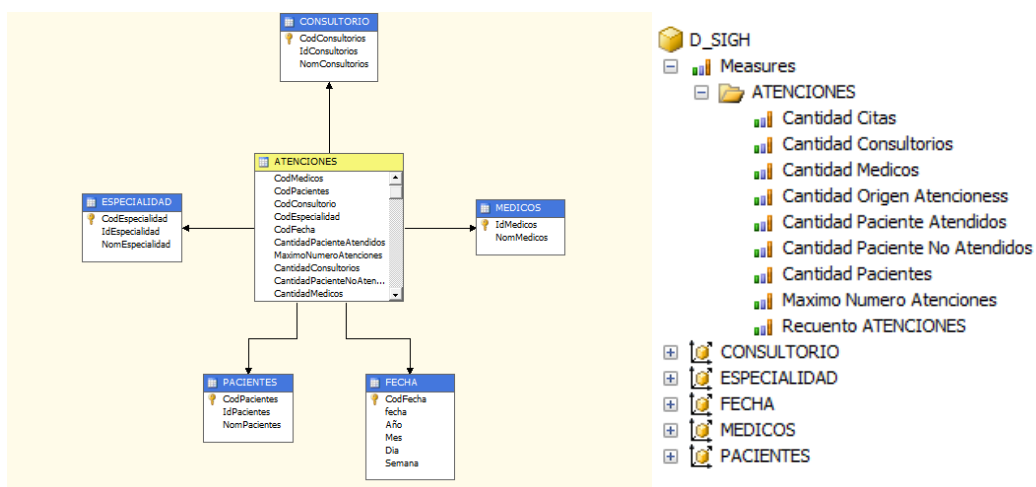 CONSULTORIO
CodConsultorios
IdConsultorios
NomConsultorios
ATENCIONES
CodMedicos
CodPacientes
CodConsultorio
CodEspecialidad
CodFecha
CantidadPacienteAtendidos
MaximoNumeroAtenciones
CantidadConsultorios
CantidadPacienteNoAten...
CantidadMedicos
ESPECIALIDAD
CodEspecialidad
IdEspecialidad
NomEspecialidad
MEDICOS
IdMedicos
NomMedicos
PACIENTES
CodPacientes
IdPacientes
NomPacientes
FECHA
CodFecha
fecha
Año
Mes
Dia
Semana
D_SIGH
Measures
ATENCIONES
Cantidad Citas
Cantidad Consultorios
Cantidad Medicos
Cantidad Origen Atencioness
Cantidad Paciente Atendidos
Cantidad Paciente No Atendidos
Cantidad Pacientes
Maximo Numero Atenciones
Recuento ATENCIONES
CONSULTORIO
ESPECIALIDAD
FECHA
MEDICOS
PACIENTES